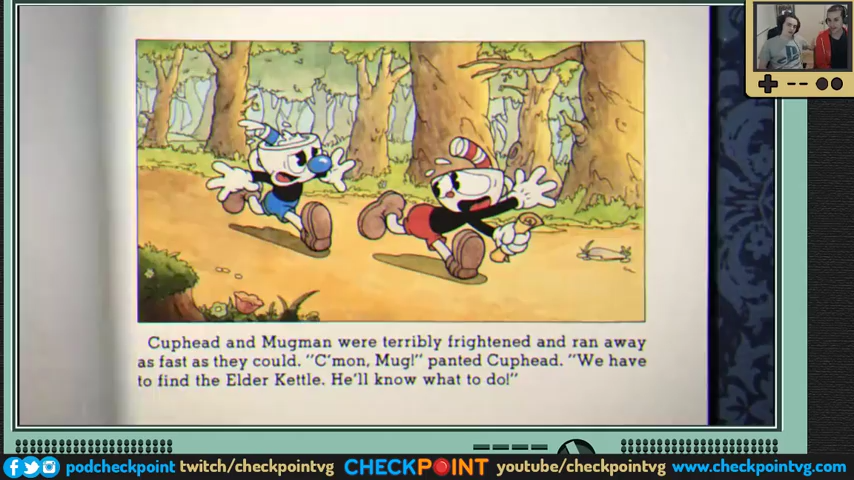 Cuphead and Mugman were terribly frightened and ran away
as fast as they could. "C'mon, Mug!" panted Cuphead. "We have
to find the Elder Kettle. He'll know what to do!"
podcheckpoint twitch/checkpointvg CHECKPOINT youtube/checkpointvg www.checkpointvg.com